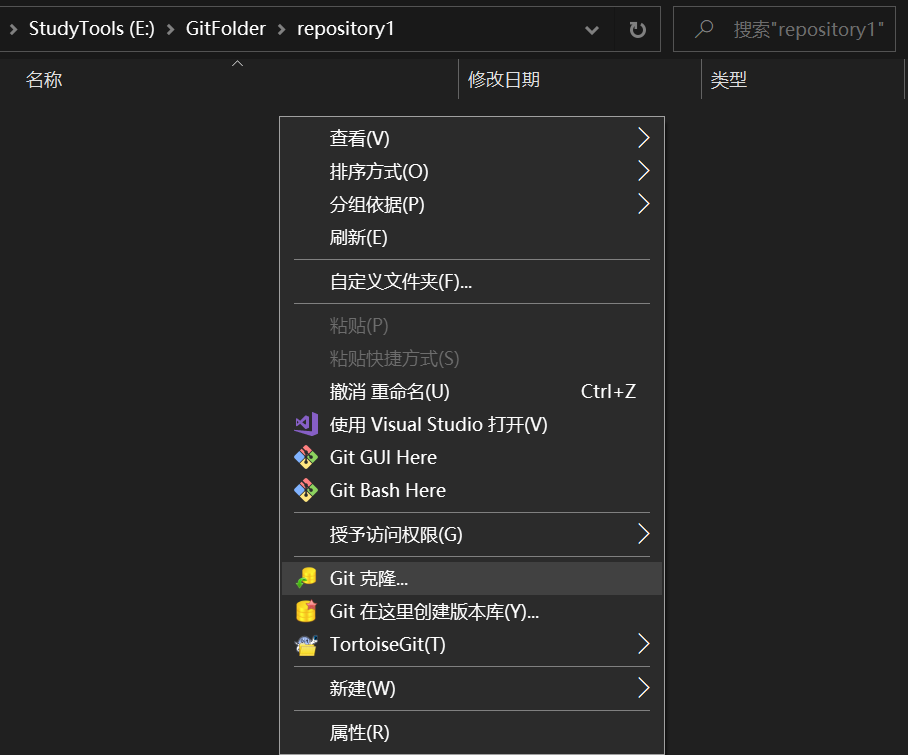 StudyTools (E:) GitFolder repository1 搜索"repository1"
名称 修改日期 类型
查看(V)
排序方式(O)
分组依据(P)
刷新(E)
自定义文件夹(F)...
粘贴(P)
粘贴快捷方式(S)
撤消 重命名(U) Ctrl+Z
使用 Visual Studio 打开(V)
Git GUI Here
Git Bash Here
授予访问权限(G)
Git 克隆...
Git 在这里创建版本库(Y)...
TortoiseGit(T)
新建(W)
属性(R)